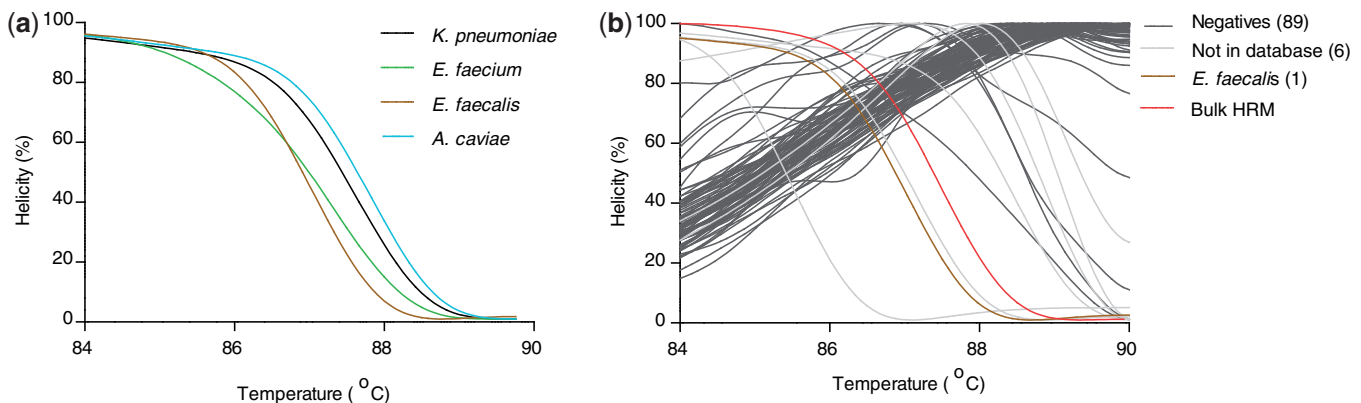 (a)
Helicity (%)
100
80
60
40
20
0
84
86
88
90
Temperature ( °C)
K. pneumoniae
E. faecium
E. faecalis
A. caviae
(b)
Helicity (%)
100
80
60
40
20
0
84
86
88
90
Temperature ( °C)
Negatives (89)
Not in database (6)
E. faecalis (1)
Bulk HRM